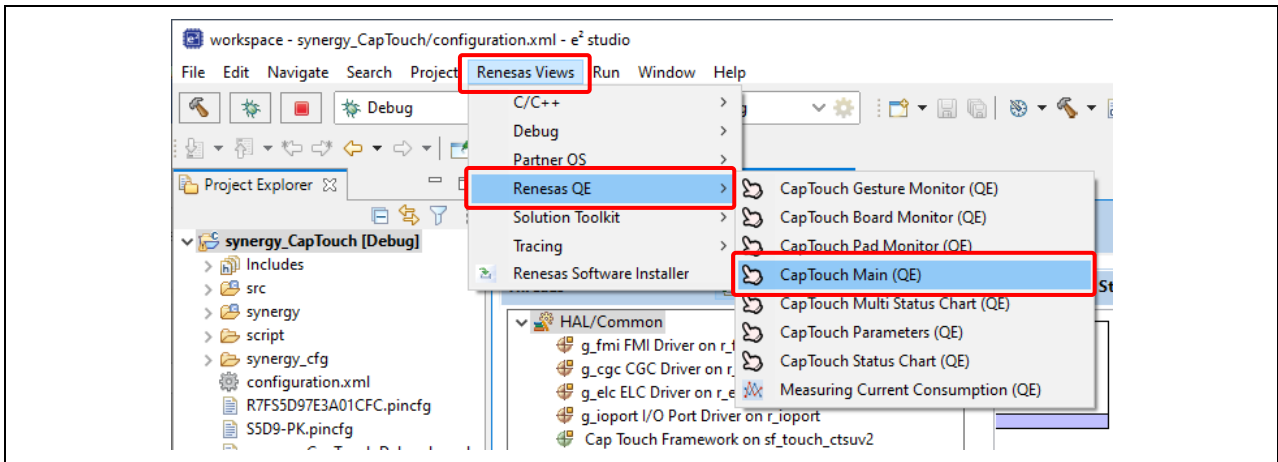 workspace - synergy_CapTouch/configuration.xml - e² studio
File Edit Navigate Search Project Renesas Views Run Window Help
Debug
C/C++
Debug
Partner OS
Renesas QE
Solution Toolkit
Tracing
Renesas Software Installer
CapTouch Gesture Monitor (QE)
CapTouch Board Monitor (QE)
CapTouch Pad Monitor (QE)
CapTouch Main (QE)
CapTouch Multi Status Chart (QE)
CapTouch Parameters (QE)
CapTouch Status Chart (QE)
Measuring Current Consumption (QE)
Project Explorer
synergy_CapTouch [Debug]
Includes
src
synergy
script
synergy_cfg
configuration.xml
R7FS5D97E3A01CFC.pincfg
S5D9-PK.pincfg
HAL/Common
g_fmi FMI Driver on
g_cgc CGC Driver on
g_elc ELC Driver on
g_ioport I/O Port Driver on r_ioport
Cap Touch Framework on sf_touch_ctsuv2